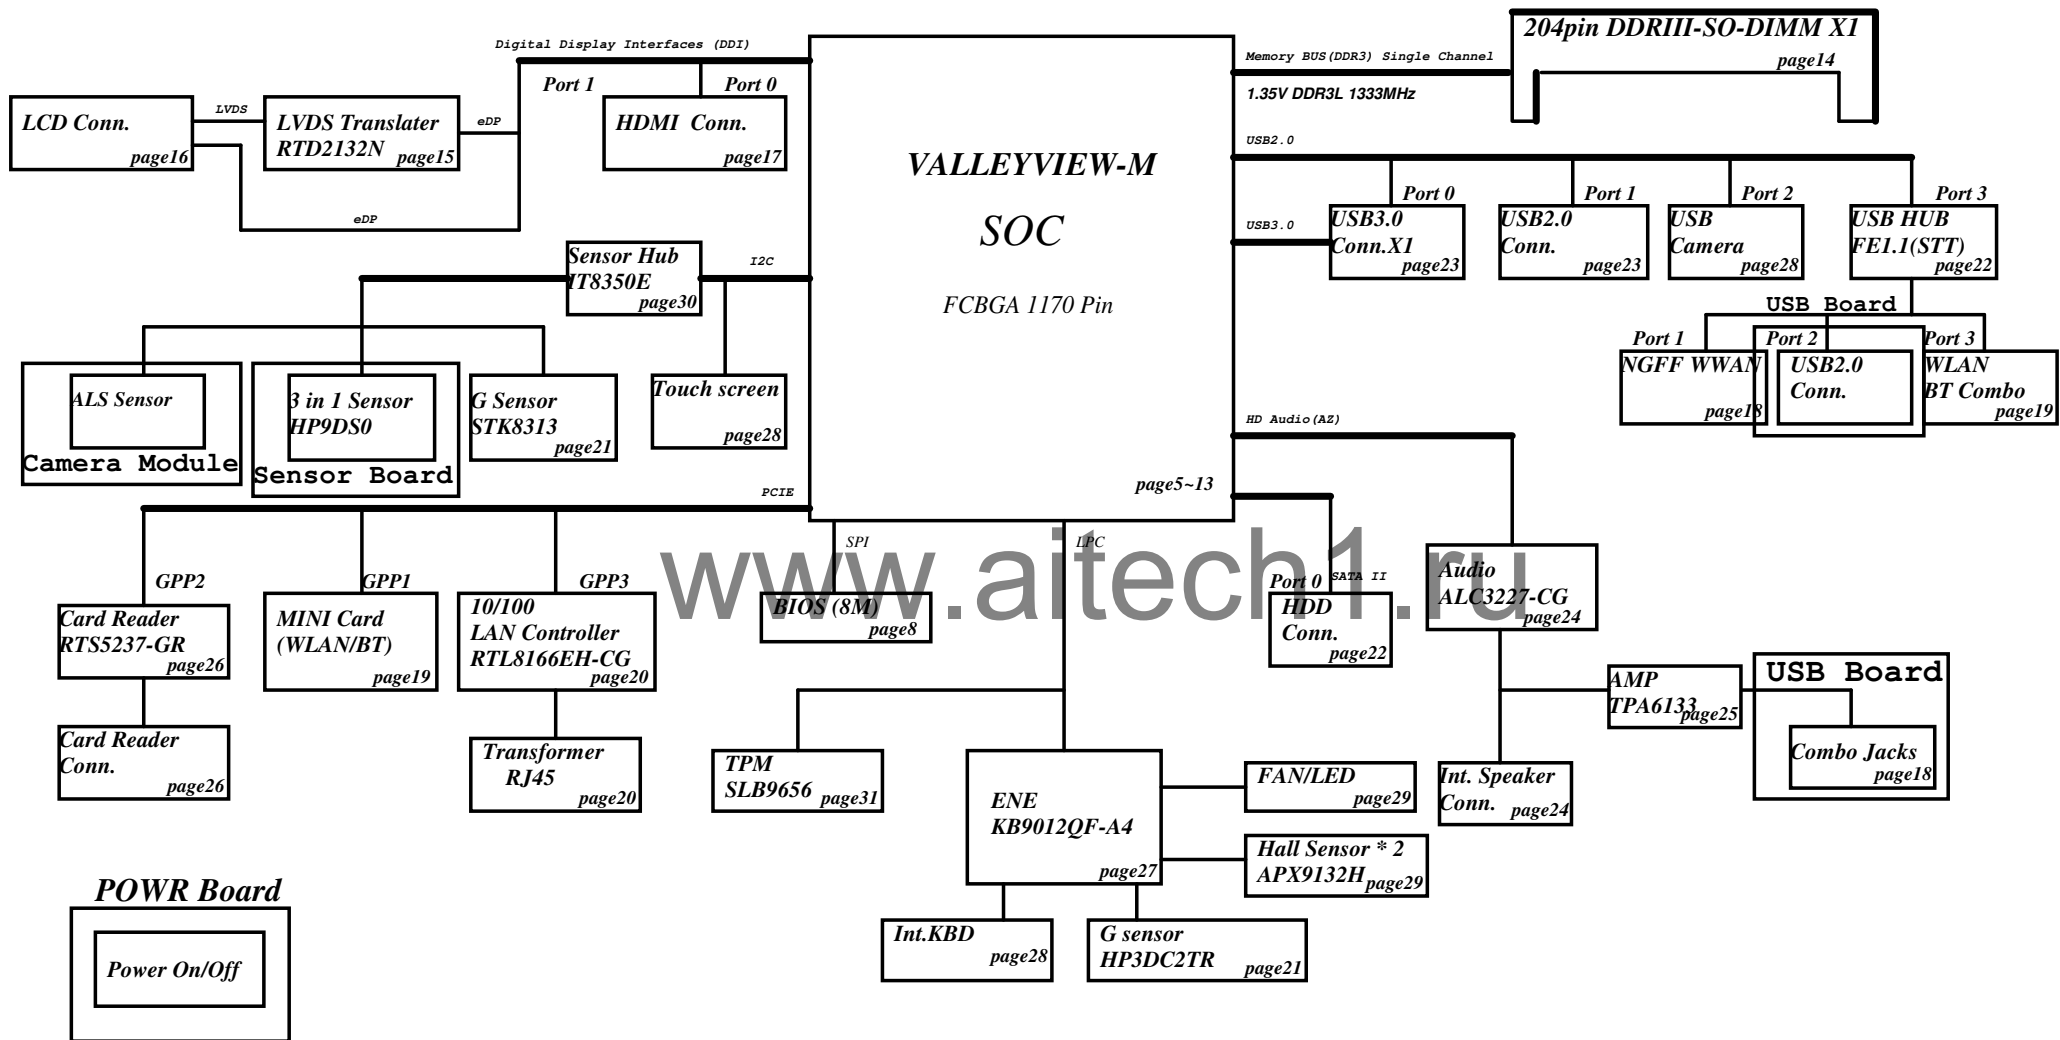 Digital Display Interfaces (DDI)
Port 1
Port 0
LCD Conn.
page16
LVDS
LVDS Translater
RTD2132N
page15
eDP
HDMI  Conn.
page17
eDP
VALLEYVIEW-M
SOC
FCBGA 1170 Pin
page5~13
Memory BUS(DDR3) Single Channel
1.35V DDR3L 1333MHz
204pin DDRIII-SO-DIMM X1
page14
USB2.0
USB3.0
Port 0
USB3.0
Conn.X1
page23
Port 1
USB2.0
Conn.
page23
Port 2
USB
Camera
page28
Port 3
USB HUB
FE1.1(STT)
page22
USB Board
Port 1
NGFF WWAN
page18
Port 2
USB2.0
Conn.
Port 3
WLAN
BT Combo
page19
Sensor Hub
IT8350E
page30
I2C
ALS Sensor
Camera Module
3 in 1 Sensor
HP9DS0
Sensor Board
G Sensor
STK8313
page21
Touch screen
page28
HD Audio(AZ)
PCIE
GPP2
Card Reader
RTS5237-GR
page26
Card Reader
Conn.
page26
GPP1
MINI Card
(WLAN/BT)
page19
GPP3
10/100
LAN Controller
RTL8166EH-CG
page20
Transformer
RJ45
page20
SPI
BIOS (8M)
page8
LPC
www.aitech1.ru
Port 0
SATA II
HDD
Conn.
page22
Audio
ALC3227-CG
page24
AMP
TPA6133
page25
USB Board
Combo Jacks
page18
Int. Speaker
Conn.
page24
TPM
SLB9656
page31
ENE
KB9012QF-A4
page27
FAN/LED
page29
Hall Sensor * 2
APX9132H
page29
Int.KBD
page28
G sensor
HP3DC2TR
page21
POWR Board
Power On/Off